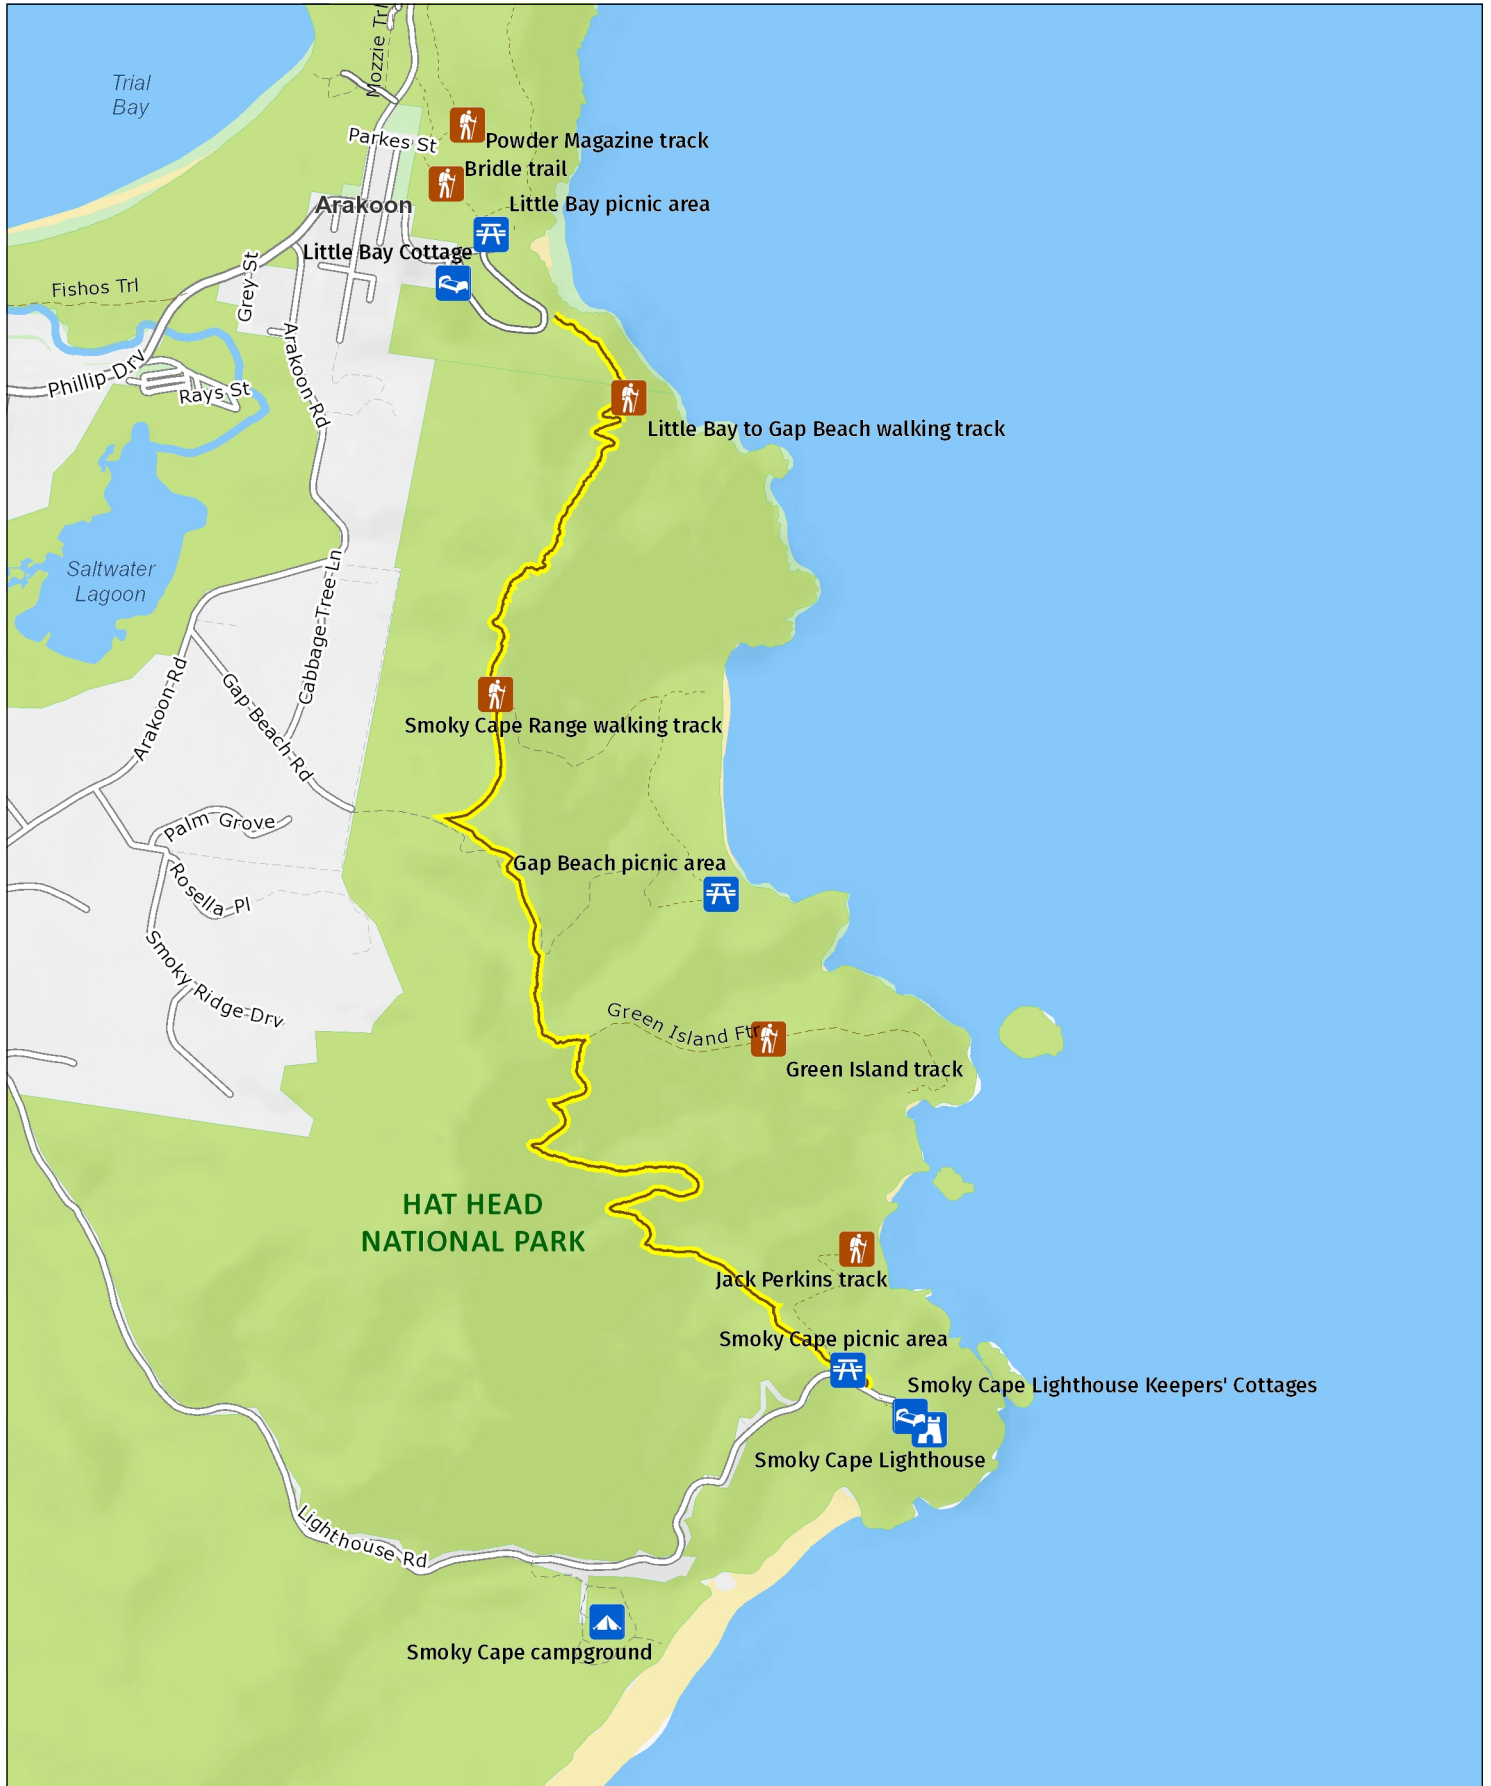 Mozzie Trl
Trial
Bay
Parkes St
Powder Magazine track
Bridle trail
Arakoon
Little Bay picnic area
Little Bay Cottage
Grey St
Fishos Trl
Phillip Drv
Rays St
Arakoon Rd
Little Bay to Gap Beach walking track
Saltwater
Lagoon
Cabbage Tree Ln
Arakoon Rd
Gap Beach Rd
Smoky Cape Range walking track
Palm Grove
Rosella Pl
Gap Beach picnic area
Smoky Ridge Drv
Green Island Ftr
Green Island track
HAT HEAD
NATIONAL PARK
Jack Perkins track
Smoky Cape picnic area
Smoky Cape Lighthouse Keepers' Cottages
Smoky Cape Lighthouse
Lighthouse Rd
Smoky Cape campground